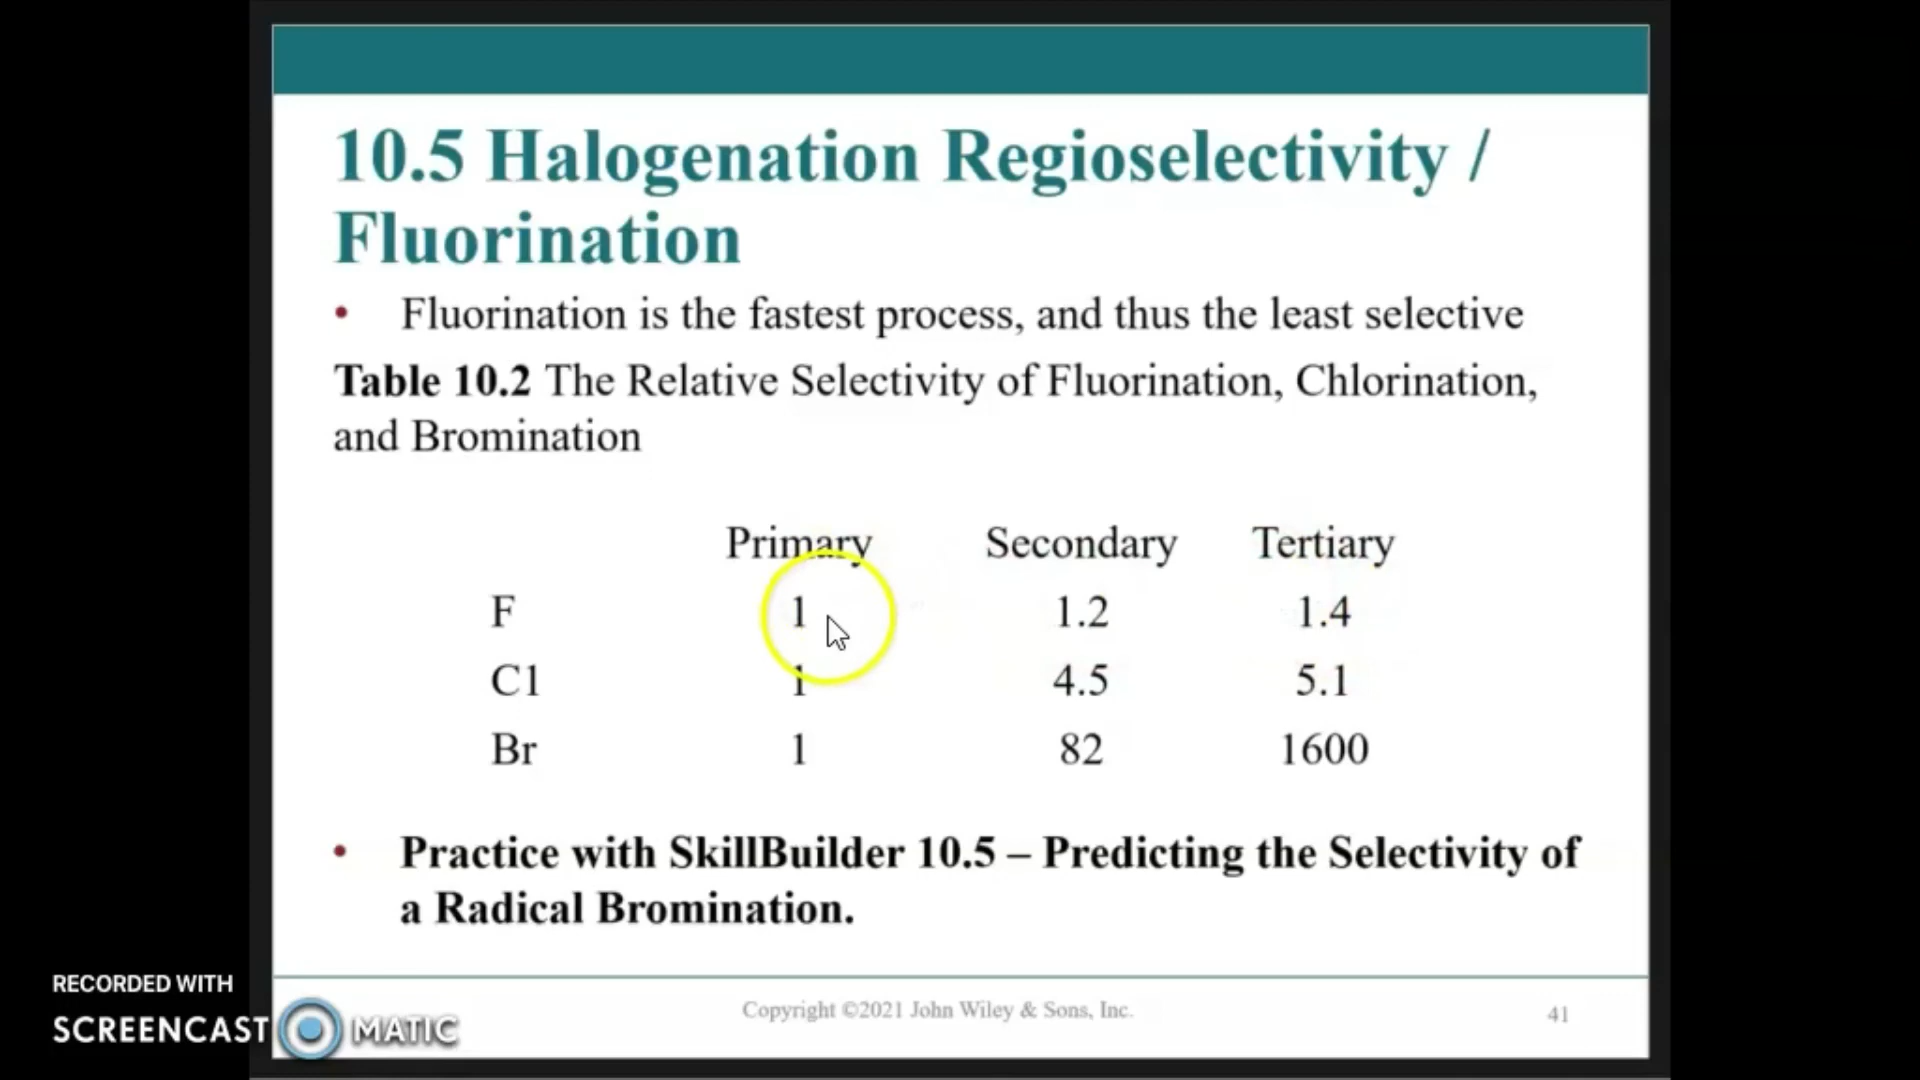 10.5 Halogenation Regioselectivity /
Fluorination
• Fluorination is the fastest process, and thus the least selective
Table 10.2 The Relative Selectivity of Fluorination, Chlorination,
and Bromination
Primary Secondary Tertiary
F 1 1.2 1.4
C1 1 4.5 5.1
Br 1 82 1600
• Practice with SkillBuilder 10.5 – Predicting the Selectivity of
a Radical Bromination.
RECORDED WITH
SCREENCAST MATIC
Copyright ©2021 John Wiley & Sons, Inc. 41